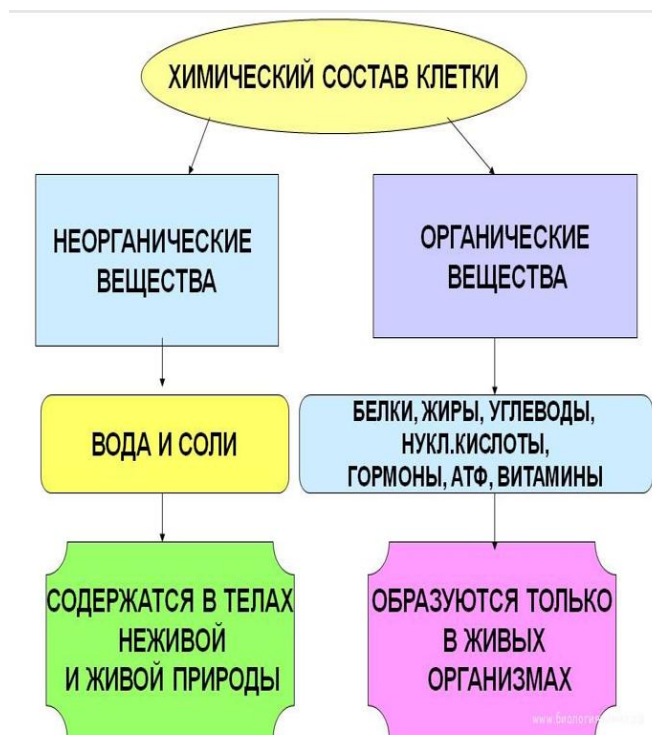 ХИМИЧЕСКИЙ СОСТАВ КЛЕТКИ
НЕОРГАНИЧЕСКИЕ
ВЕЩЕСТВА
ОРГАНИЧЕСКИЕ
ВЕЩЕСТВА
ВОДА И СОЛИ
БЕЛКИ, ЖИРЫ, УГЛЕВОДЫ,
НУКЛ.КИСЛОТЫ,
ГОРМОНЫ, АТФ, ВИТАМИНЫ
СОДЕРЖАТСЯ В ТЕЛАХ
НЕЖИВОЙ
И ЖИВОЙ ПРИРОДЫ
ОБРАЗУЮТСЯ ТОЛЬКО
В ЖИВЫХ
ОРГАНИЗМАХ